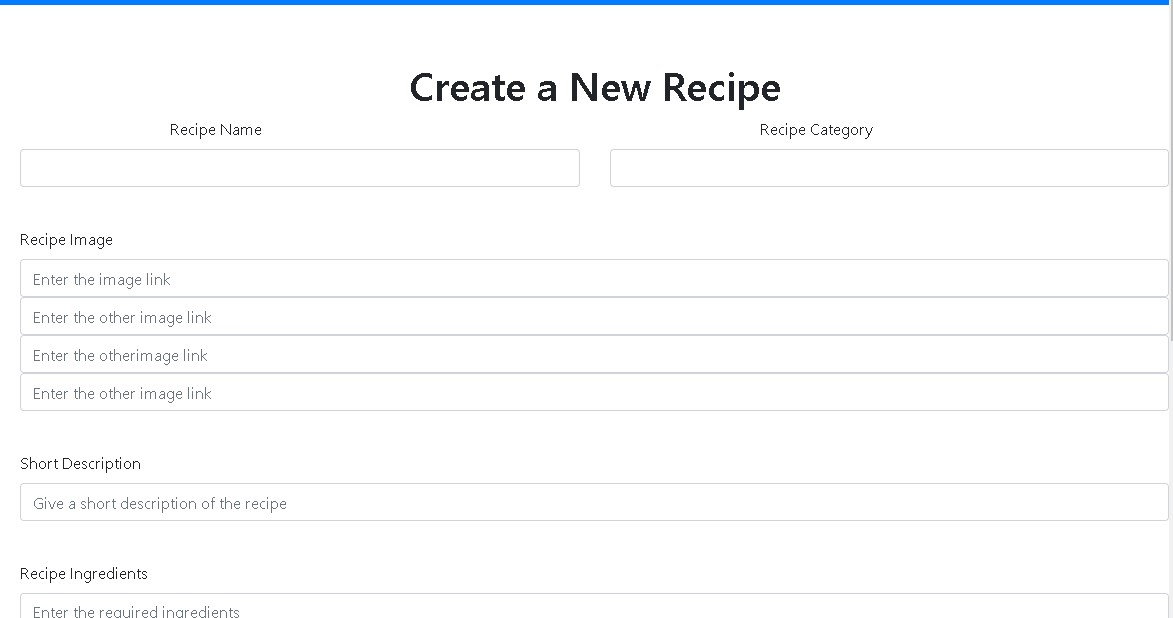 Create a New Recipe
Recipe Name
Recipe Category
Recipe Image
Enter the image link
Enter the other image link
Enter the otherimage link
Enter the other image link
Short Description
Give a short description of the recipe
Recipe Ingredients
Enter the required ingredients